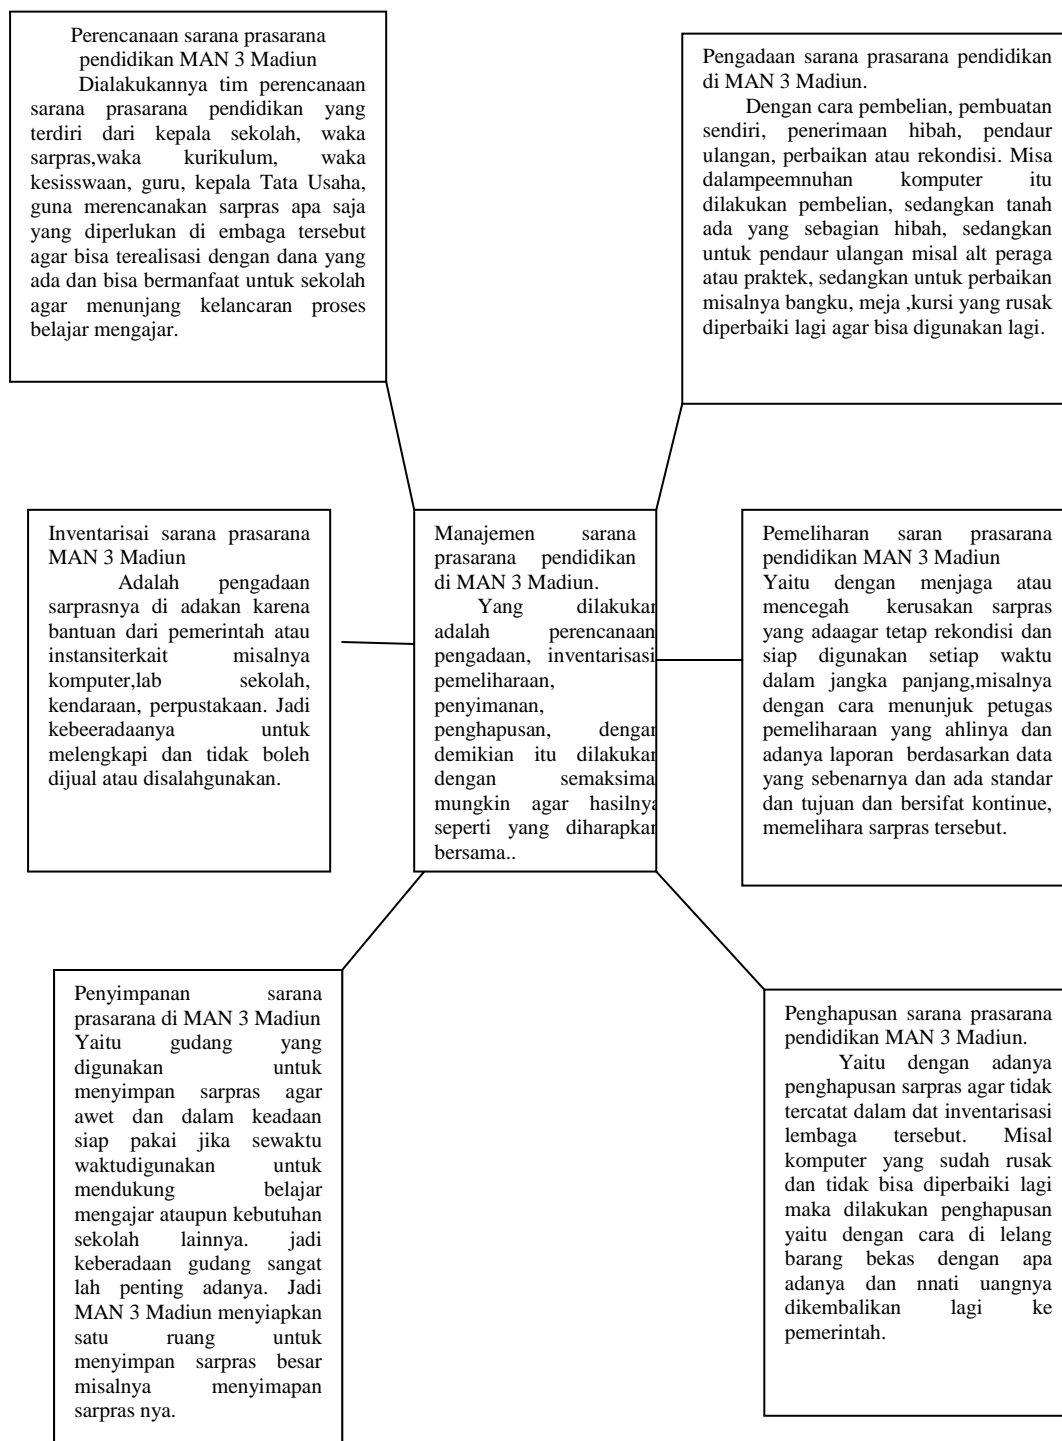 Perencanaan sarana prasarana
pendidikan MAN 3 Madiun
Dialakukannya tim perencanaan
sarana prasarana pendidikan yang
terdiri dari kepala sekolah, waka
sarpras,waka kurikulum, waka
kesisswaan, guru, kepala Tata Usaha,
guna merencanakan sarpras apa saja
yang diperlukan di embaga tersebut
agar bisa terealisasi dengan dana yang
ada dan bisa bermanfaat untuk sekolah
agar menunjang kelancaran proses
belajar mengajar.
Pengadaan sarana prasarana pendidikan
di MAN 3 Madiun.
Dengan cara pembelian, pembuatan
sendiri, penerimaan hibah, pendaur
ulangan, perbaikan atau rekondisi. Misa
dalampeemnuhan komputer itu
dilakukan pembelian, sedangkan tanah
ada yang sebagian hibah, sedangkan
untuk pendaur ulangan misal alt peraga
atau praktek, sedangkan untuk perbaikan
misalnya bangku, meja ,kursi yang rusak
diperbaiki lagi agar bisa digunakan lagi.
Inventarisai sarana prasarana
MAN 3 Madiun
Adalah pengadaan
sarprasnya di adakan karena
bantuan dari pemerintah atau
instansiterkait misalnya
komputer,lab sekolah,
kendaraan, perpustakaan. Jadi
kebeeradaanya untuk
melengkapi dan tidak boleh
dijual atau disalahgunakan.
Manajemen sarana
prasarana pendidikan
di MAN 3 Madiun.
Yang dilakukan
adalah perencanaan
pengadaan, inventarisasi
pemeliharaan,
penyimanan,
penghapusan, dengan
demikian itu dilakukan
dengan semaksima
mungkin agar hasilnya
seperti yang diharapkan
bersama..
Pemeliharan saran prasarana
pendidikan MAN 3 Madiun
Yaitu dengan menjaga atau
mencegah kerusakan sarpras
yang adaagar tetap rekondisi dan
siap digunakan setiap waktu
dalam jangka panjang,misalnya
dengan cara menunjuk petugas
pemeliharaan yang ahlinya dan
adanya laporan berdasarkan data
yang sebenarnya dan ada standar
dan tujuan dan bersifat kontinue,
memelihara sarpras tersebut.
Penyimpanan sarana
prasarana di MAN 3 Madiun
Yaitu gudang yang
digunakan untuk
menyimpan sarpras agar
awet dan dalam keadaan
siap pakai jika sewaktu
waktudigunakan untuk
mendukung belajar
mengajar ataupun kebutuhan
sekolah lainnya. jadi
keberadaan gudang sangat
lah penting adanya. Jadi
MAN 3 Madiun menyiapkan
satu ruang untuk
menyimpan sarpras besar
misalnya menyimapan
sarpras nya.
Penghapusan sarana prasarana
pendidikan MAN 3 Madiun.
Yaitu dengan adanya
penghapusan sarpras agar tidak
tercatat dalam dat inventarisasi
lembaga tersebut. Misal
komputer yang sudah rusak
dan tidak bisa diperbaiki lagi
maka dilakukan penghapusan
yaitu dengan cara di lelang
barang bekas dengan apa
adanya dan nnati uangnya
dikembalikan lagi ke
pemerintah.